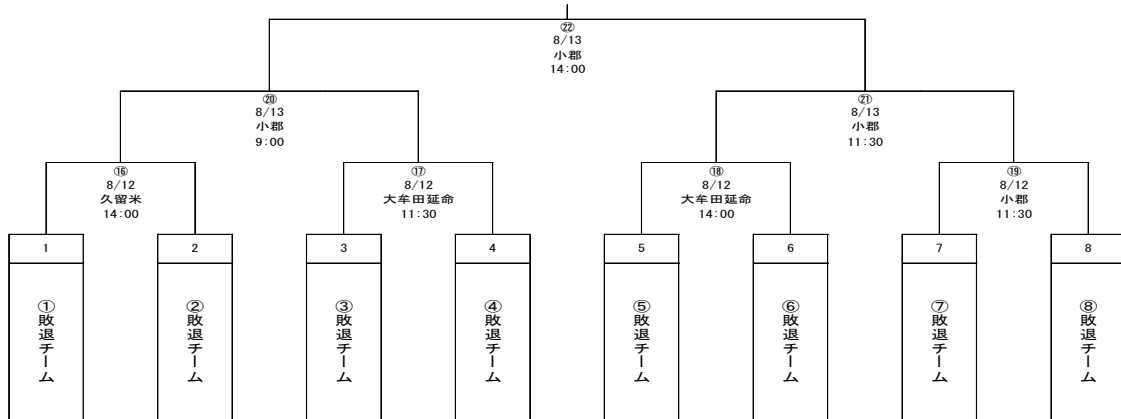 ㉒
8/13
小郡
14:00
⑳
8/13
小郡
9:00
㉑
8/13
小郡
11:30
⑯
8/12
久留米
14:00
⑰
8/12
大牟田延命
11:30
⑱
8/12
大牟田延命
14:00
⑲
8/12
小郡
11:30
1
2
3
4
5
6
7
8
①敗退チーム
②敗退チーム
③敗退チーム
④敗退チーム
⑤敗退チーム
⑥敗退チーム
⑦敗退チーム
⑧敗退チーム